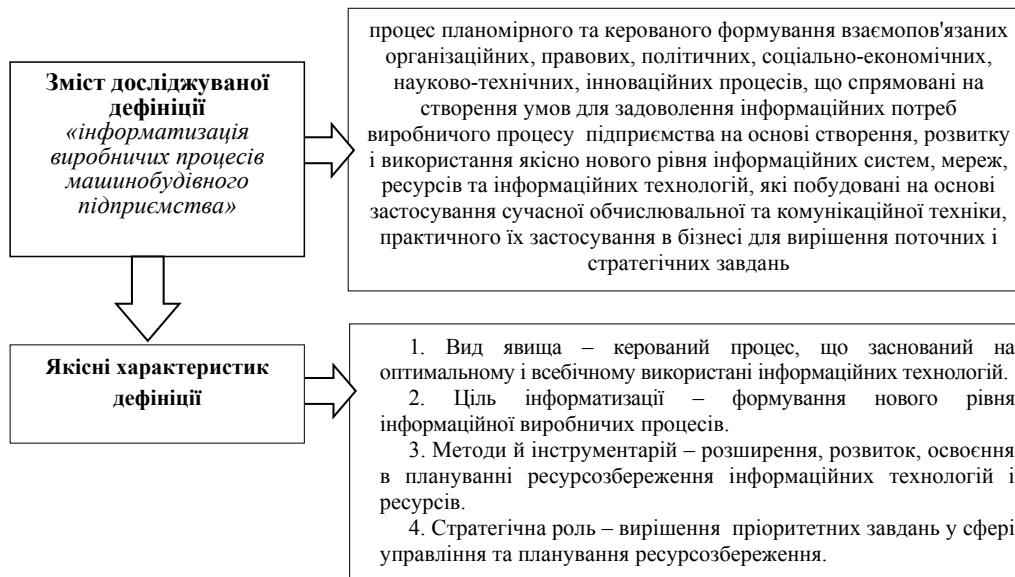 Зміст досліджуваної
дефініції
«інформатизація
виробничих процесів
машинобудівного
підприємства»
процес планомірного та керованого формування взаємопов'язаних
організаційних, правових, політичних, соціально-економічних,
науково-технічних, інноваційних процесів, що спрямовані на
створення умов для задоволення інформаційних потреб
виробничого процесу підприємства на основі створення, розвитку
і використання якісно нового рівня інформаційних систем, мереж,
ресурсів та інформаційних технологій, які побудовані на основі
застосування сучасної обчислювальної та комунікаційної техніки,
практичного їх застосування в бізнесі для вирішення поточних і
стратегічних завдань
Якісні характеристик
дефініції
1. Вид явища – керований процес, що заснований на
оптимальному і всебічному використані інформаційних технологій.
2. Ціль інформатизації – формування нового рівня
інформаційної виробничих процесів.
3. Методи й інструментарій – розширення, розвиток, освоєння
в плануванні ресурсозбереження інформаційних технологій і
ресурсів.
4. Стратегічна роль – вирішення пріоритетних завдань у сфері
управління та планування ресурсозбереження.